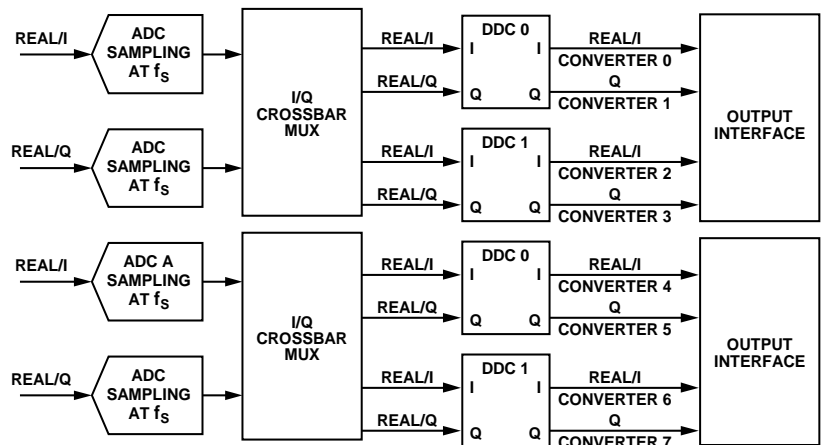 REAL/I
ADC
SAMPLING
AT fS
REAL/Q
ADC
SAMPLING
AT fS
I/Q
CROSSBAR
MUX
REAL/I
REAL/Q
REAL/I
REAL/Q
DDC 0
I I
Q Q
DDC 1
I I
Q Q
REAL/I
CONVERTER 0
Q
CONVERTER 1
REAL/I
CONVERTER 2
Q
CONVERTER 3
OUTPUT
INTERFACE
REAL/I
ADC A
SAMPLING
AT fS
REAL/Q
ADC
SAMPLING
AT fS
I/Q
CROSSBAR
MUX
REAL/I
REAL/Q
REAL/I
REAL/Q
DDC 0
I I
Q Q
DDC 1
I I
Q Q
REAL/I
CONVERTER 4
Q
CONVERTER 5
REAL/I
CONVERTER 6
Q
CONVERTER 7
OUTPUT
INTERFACE